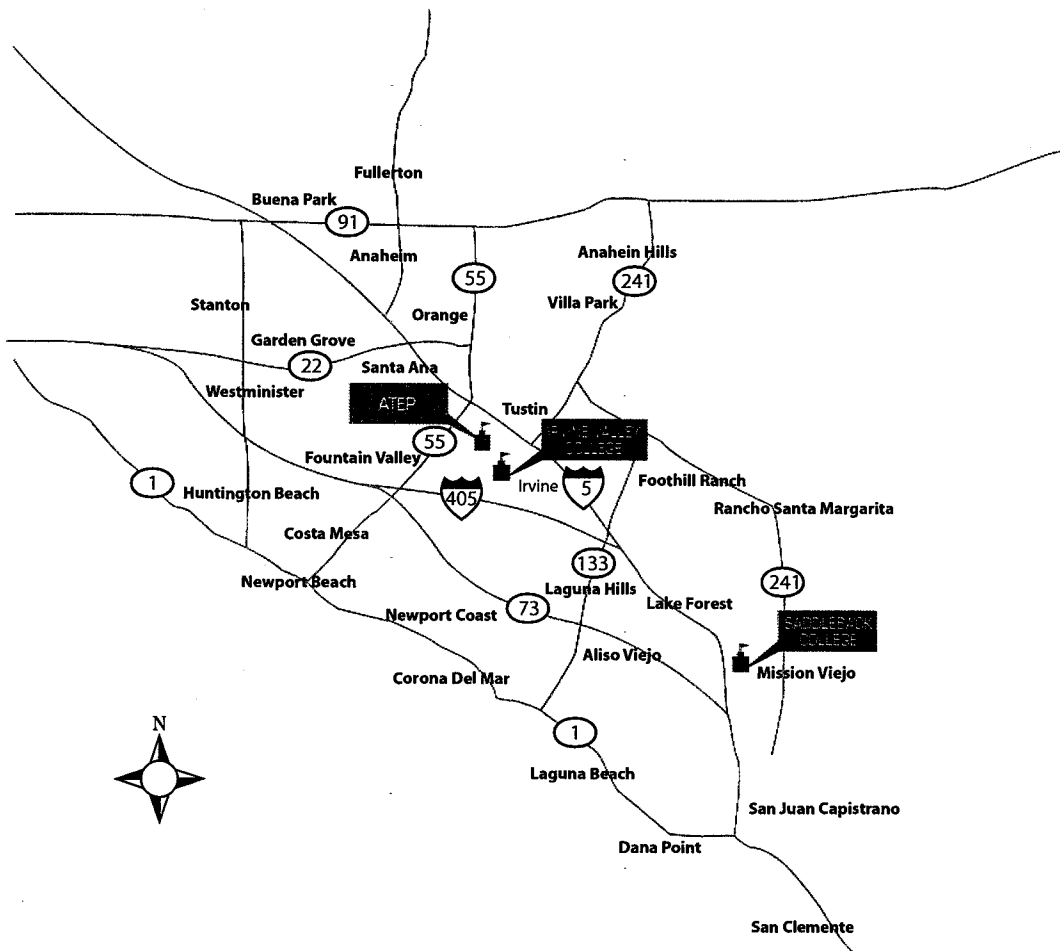 Fullerton
Buena Park
91
Anaheim
Anahein Hills
55
241
Villa Park
Stanton
Orange
Garden Grove
22
Santa Ana
Westminister
ATEP
Tustin
IRVINE VALLEY
COLLEGE
55
Fountain Valley
1
Huntington Beach
405
Irvine
5
Foothill Ranch
Rancho Santa Margarita
Costa Mesa
133
Newport Beach
Laguna Hills
241
Newport Coast
73
Lake Forest
SADDLEBACK
COLLEGE
Aliso Viejo
Mission Viejo
Corona Del Mar
N
1
Laguna Beach
San Juan Capistrano
Dana Point
San Clemente